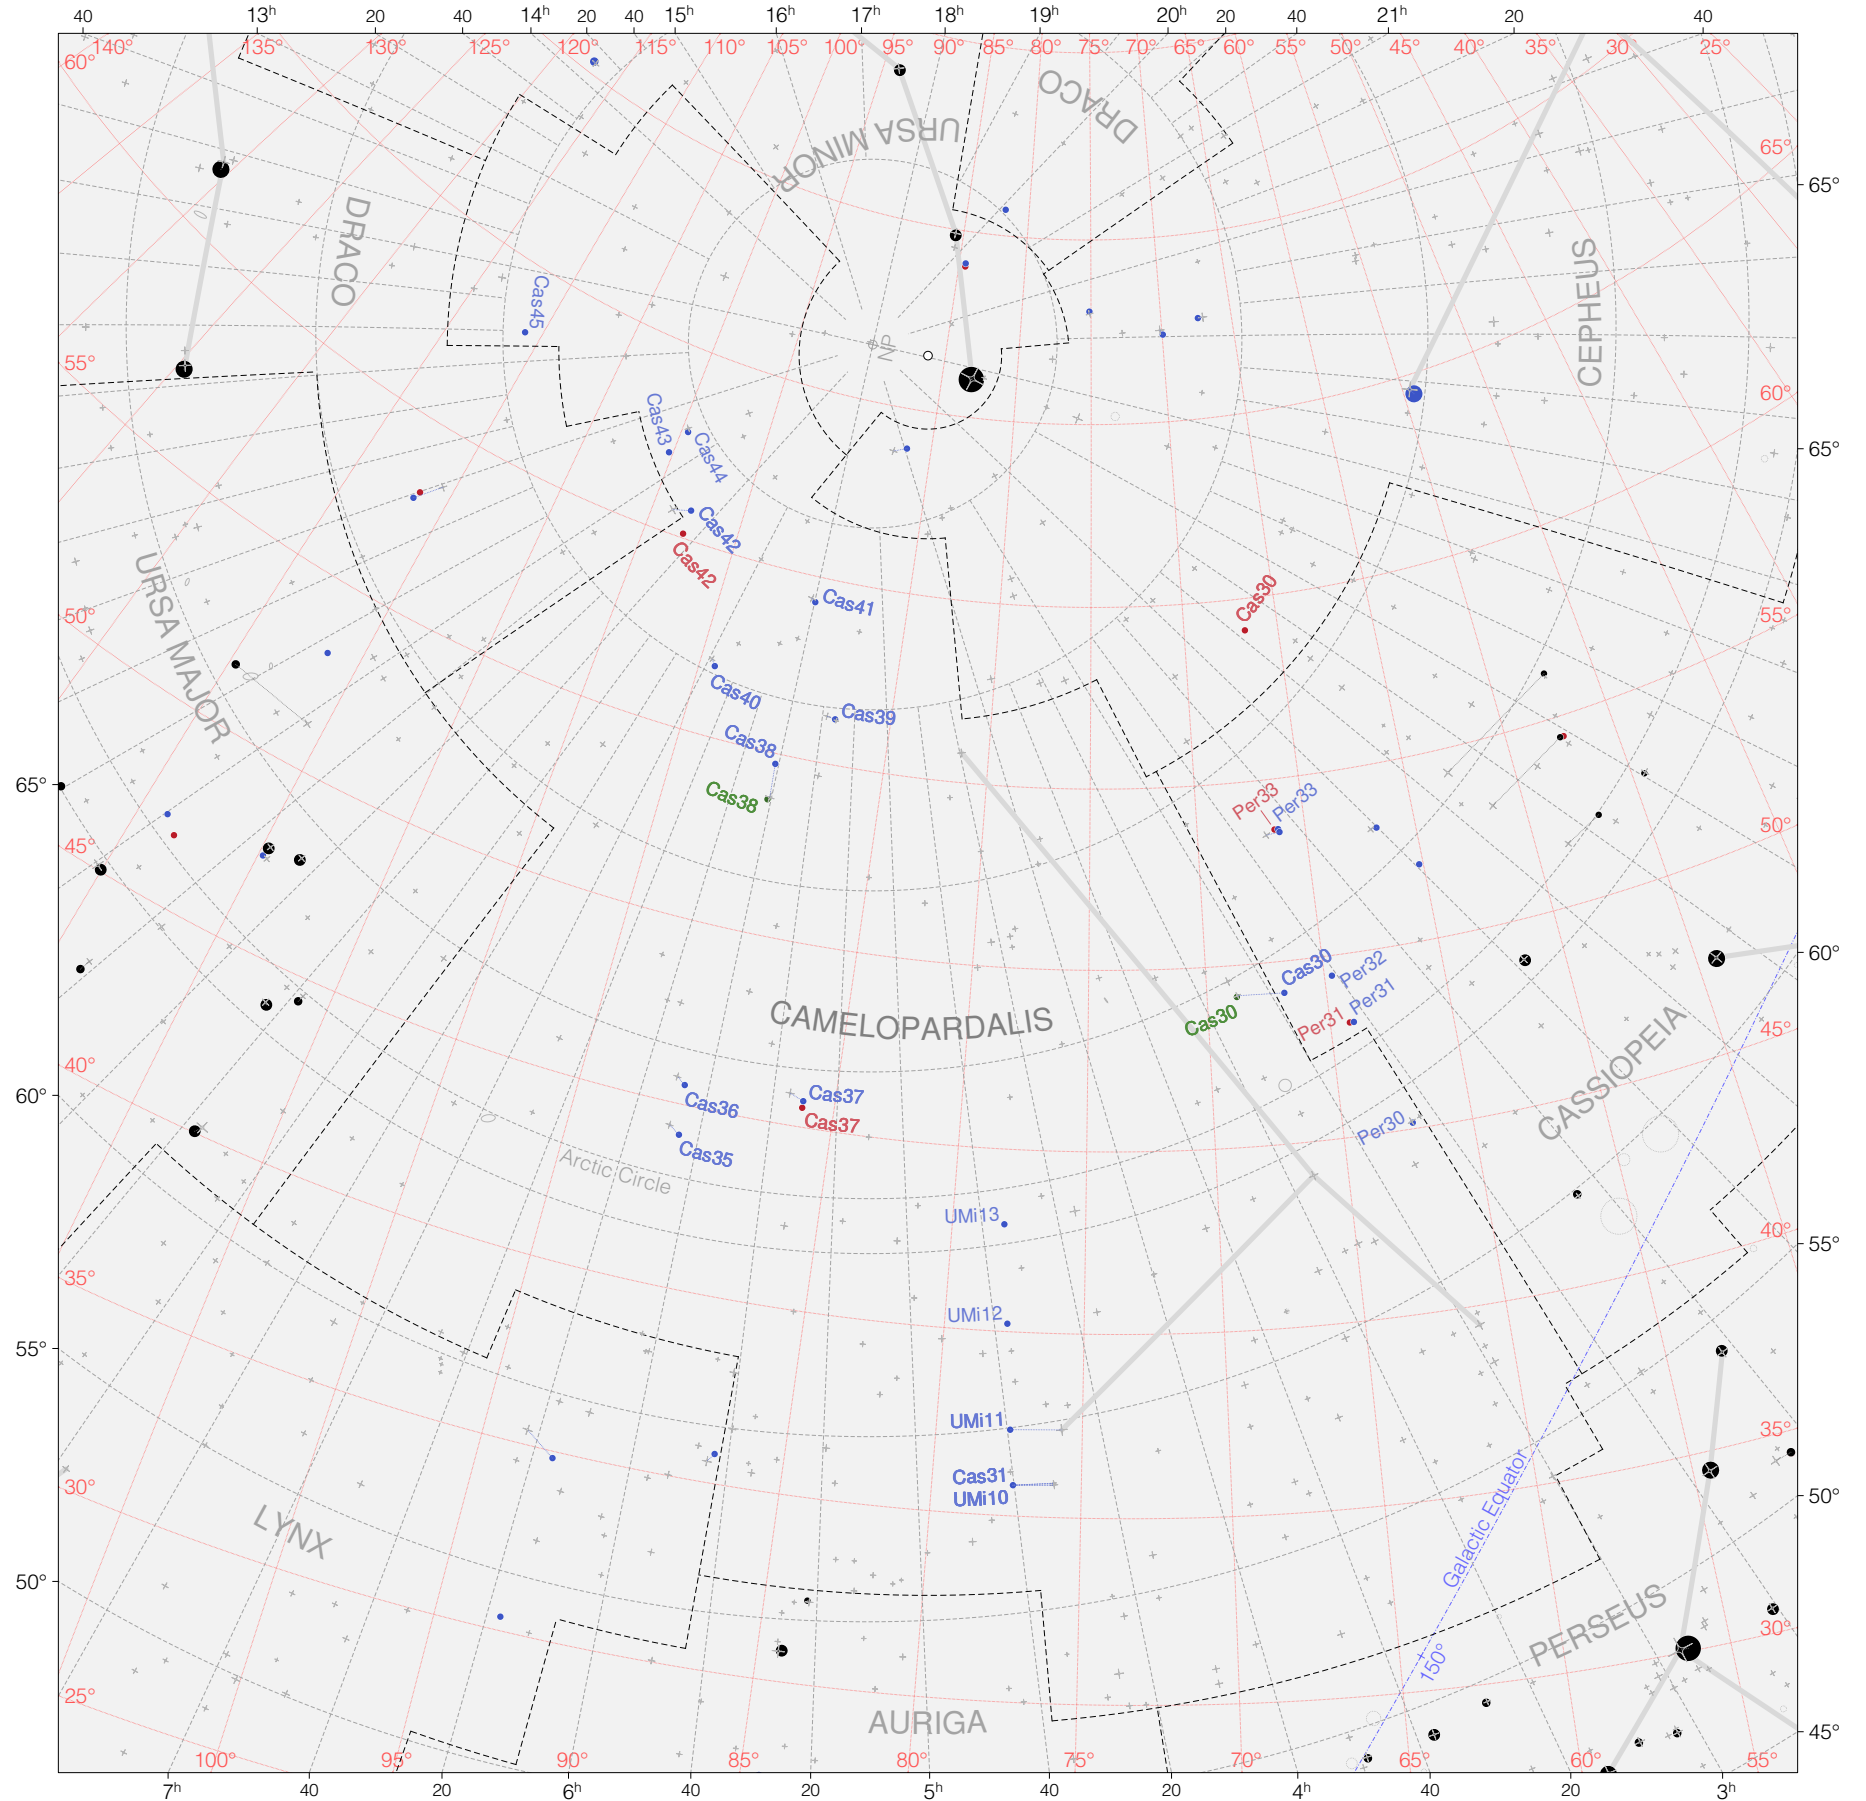 40 13h 20 40 14h 20 40 15h 16h 17h 18h 19h 20h 20 40 21h 20 40
140° 135° 130° 125° 120° 115° 110° 105° 100° 95° 90° 85° 80° 75° 70° 65° 60° 55° 50° 45° 40° 35° 30° 25°
60°
DRACO
URSA MINOR
65°
65°
DRACO
CEPHEUS
Cas45
NP
55°
60°
Cas43
Cas44
65°
Cas42
Cas42
URSA MAJOR
50°
Cas41
Cas30
55°
Cas40
Cas39
Cas38
65°
Cas38
Per33
Per33
50°
45°
60°
Cas30
Per32
CAMELOPARDALIS
Cas30
Per31
Per31
45°
CASSIOPEIA
40°
60°
Cas36
Cas37
Cas37
Per30
Cas35
Arctic Circle
UMi13
40°
55°
35°
UMi12
55°
UMi11
35°
Cas31
UMi10
30°
50°
LYNX
Galactic Equator
50°
PERSEUS
30°
150°
25°
AURIGA
45°
100° 95° 90° 85° 80° 75° 70° 65° 60° 55°
7h 40 20 6h 40 20 5h 40 20 4h 40 20 3h